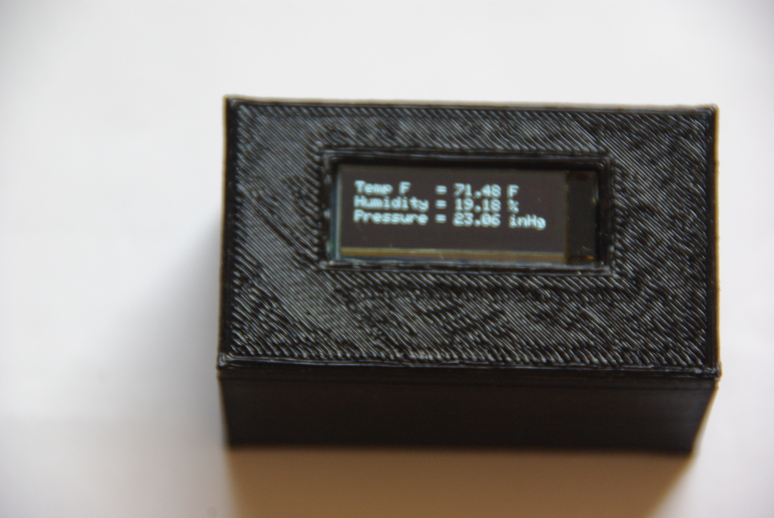 Temp F   = 71.48 F
Humidity = 19.18 %
Pressure = 23.06 inHg